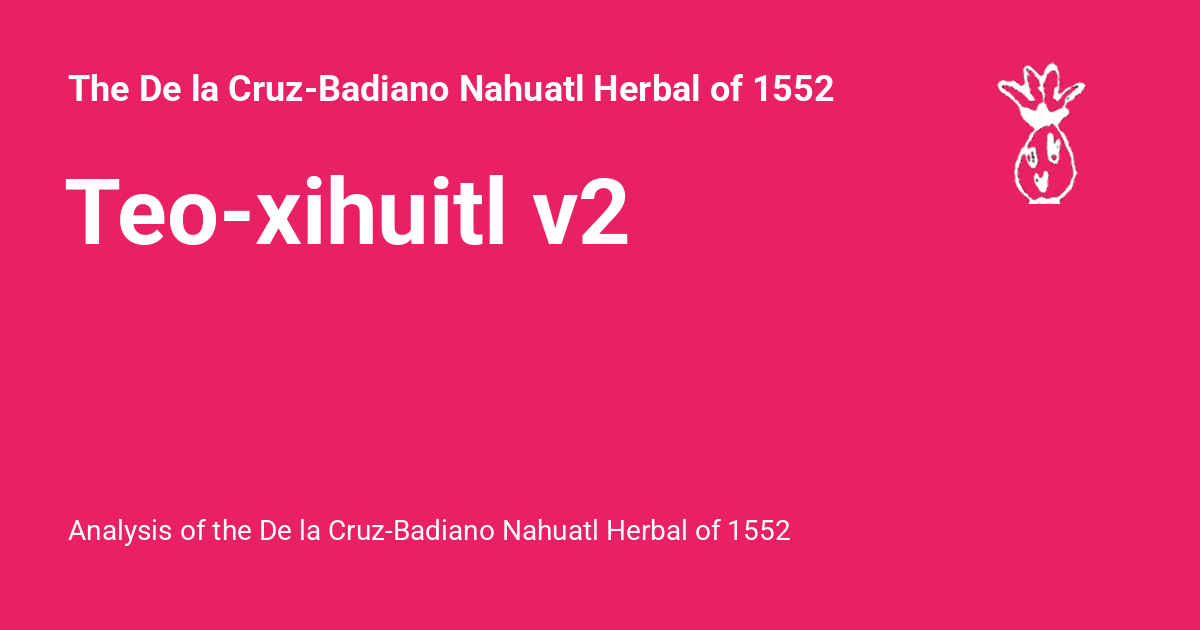 The De la Cruz-Badiano Nahuatl Herbal of 1552
Teo-xihuitl v2
Analysis of the De la Cruz-Badiano Nahuatl Herbal of 1552